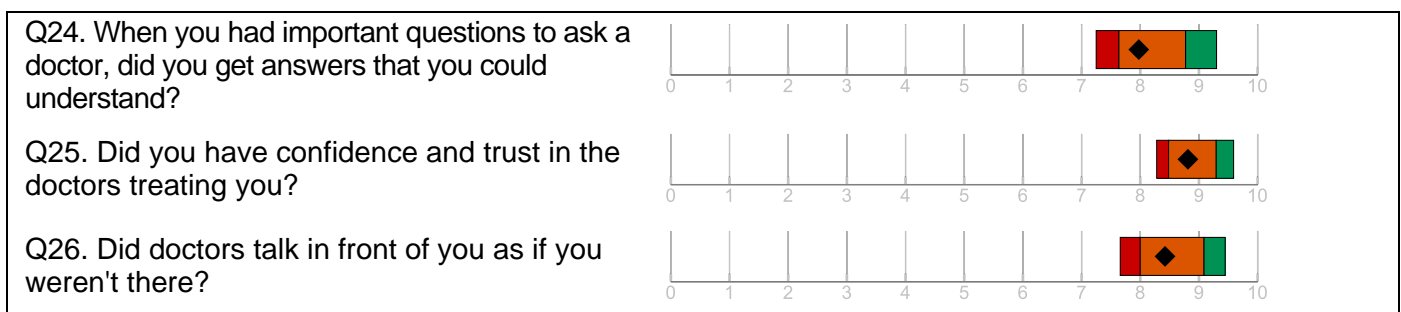 Q24. When you had important questions to ask a
doctor, did you get answers that you could
understand?
0 1 2 3 4 5 6 7 8 9 10
Q25. Did you have confidence and trust in the
doctors treating you?
0 1 2 3 4 5 6 7 8 9 10
Q26. Did doctors talk in front of you as if you
weren't there?
0 1 2 3 4 5 6 7 8 9 10